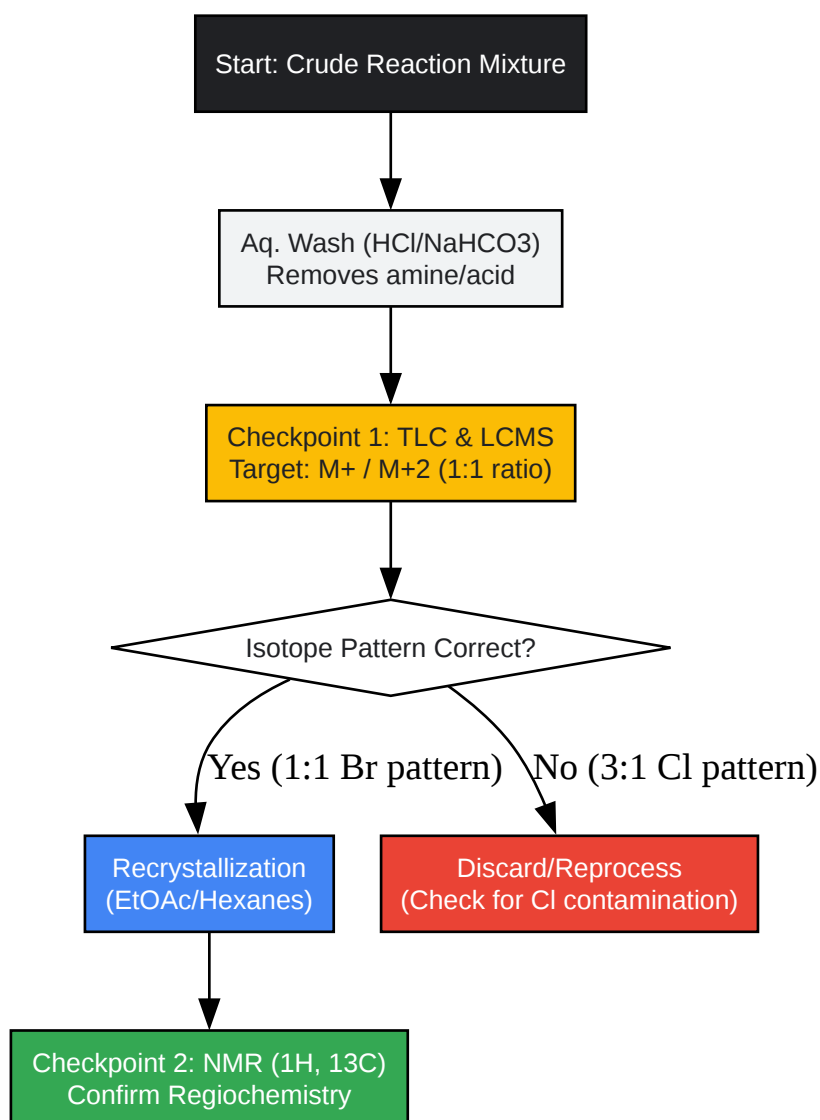 Start: Crude Reaction Mixture
Aq. Wash (HCl/NaHCO3)
Removes amine/acid
Checkpoint 1: TLC & LCMS
Target: M+ / M+2 (1:1 ratio)
Isotope Pattern Correct?
Yes (1:1 Br pattern)
No (3:1 Cl pattern)
Recrystallization
(EtOAc/Hexanes)
Discard/Reprocess
(Check for Cl contamination)
Checkpoint 2: NMR (1H, 13C)
Confirm Regiochemistry